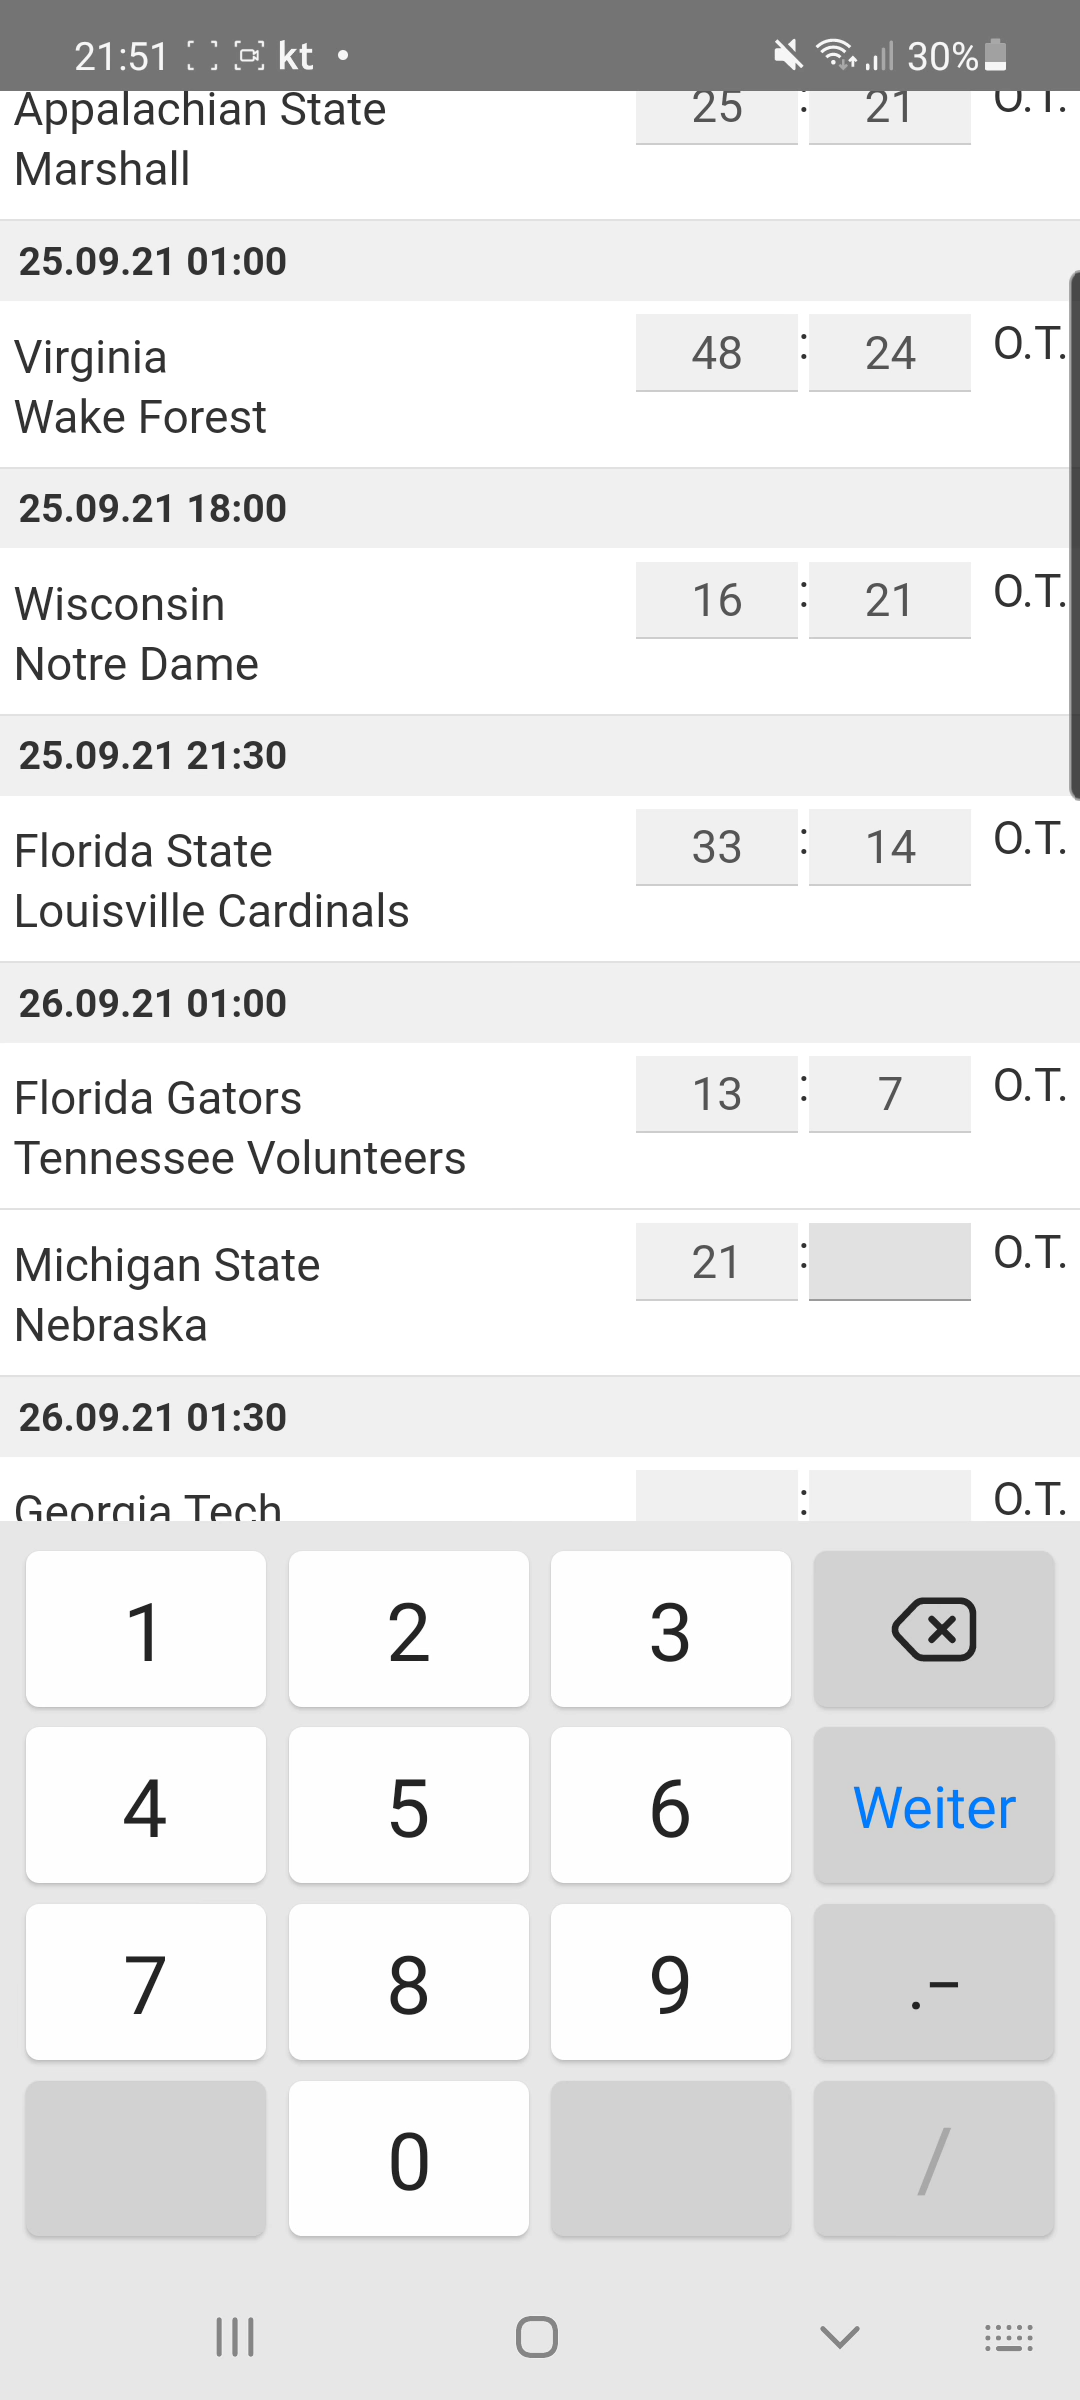 21:51 kt • 30%
Appalachian State 25 : 21 O.T.
Marshall
25.09.21 01:00
Virginia 48 : 24 O.T.
Wake Forest
25.09.21 18:00
Wisconsin 16 : 21 O.T.
Notre Dame
25.09.21 21:30
Florida State 33 : 14 O.T.
Louisville Cardinals
26.09.21 01:00
Florida Gators 13 : 7 O.T.
Tennessee Volunteers
Michigan State 21 : O.T.
Nebraska
26.09.21 01:30
Georgia Tech : O.T.
1 2 3
4 5 6 Weiter
7 8 9 .–
0 /